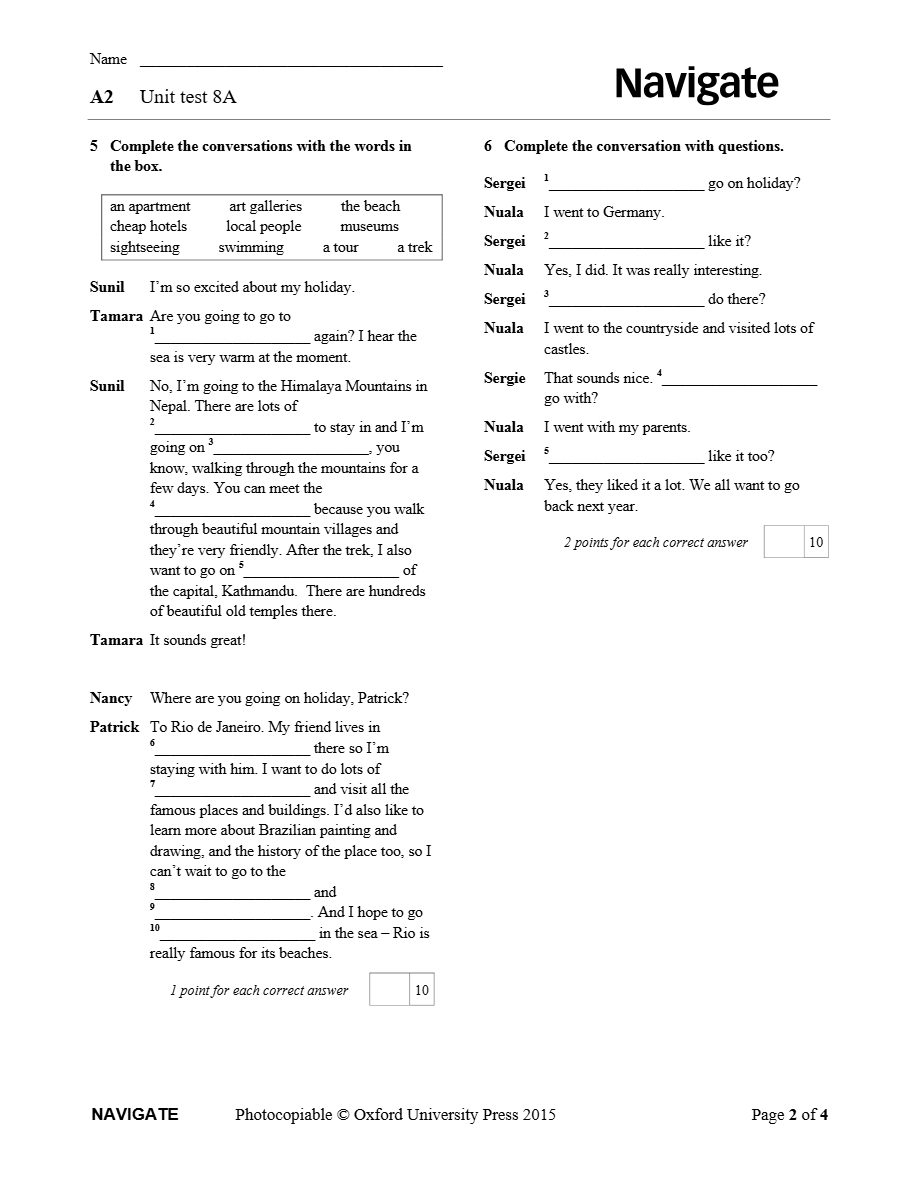 Name ______________________________________
Navigate
A2 Unit test 8A
5 Complete the conversations with the words in
the box.
an apartment art galleries the beach
cheap hotels local people museums
sightseeing swimming a tour a trek
Sunil I’m so excited about my holiday.
Tamara Are you going to go to
1____________________ again? I hear the
sea is very warm at the moment.
Sunil No, I’m going to the Himalaya Mountains in
Nepal. There are lots of
2____________________ to stay in and I’m
going on 3____________________, you
know, walking through the mountains for a
few days. You can meet the
4____________________ because you walk
through beautiful mountain villages and
they’re very friendly. After the trek, I also
want to go on 5____________________ of
the capital, Kathmandu. There are hundreds
of beautiful old temples there.
Tamara It sounds great!
Nancy Where are you going on holiday, Patrick?
Patrick To Rio de Janeiro. My friend lives in
6____________________ there so I’m
staying with him. I want to do lots of
7____________________ and visit all the
famous places and buildings. I’d also like to
learn more about Brazilian painting and
drawing, and the history of the place too, so I
can’t wait to go to the
8____________________ and
9____________________. And I hope to go
10____________________ in the sea – Rio is
really famous for its beaches.
1 point for each correct answer 10
6 Complete the conversation with questions.
Sergei 1____________________ go on holiday?
Nuala I went to Germany.
Sergei 2____________________ like it?
Nuala Yes, I did. It was really interesting.
Sergei 3____________________ do there?
Nuala I went to the countryside and visited lots of
castles.
Sergie That sounds nice. 4____________________
go with?
Nuala I went with my parents.
Sergei 5____________________ like it too?
Nuala Yes, they liked it a lot. We all want to go
back next year.
2 points for each correct answer 10
NAVIGATE Photocopiable © Oxford University Press 2015 Page 2 of 4